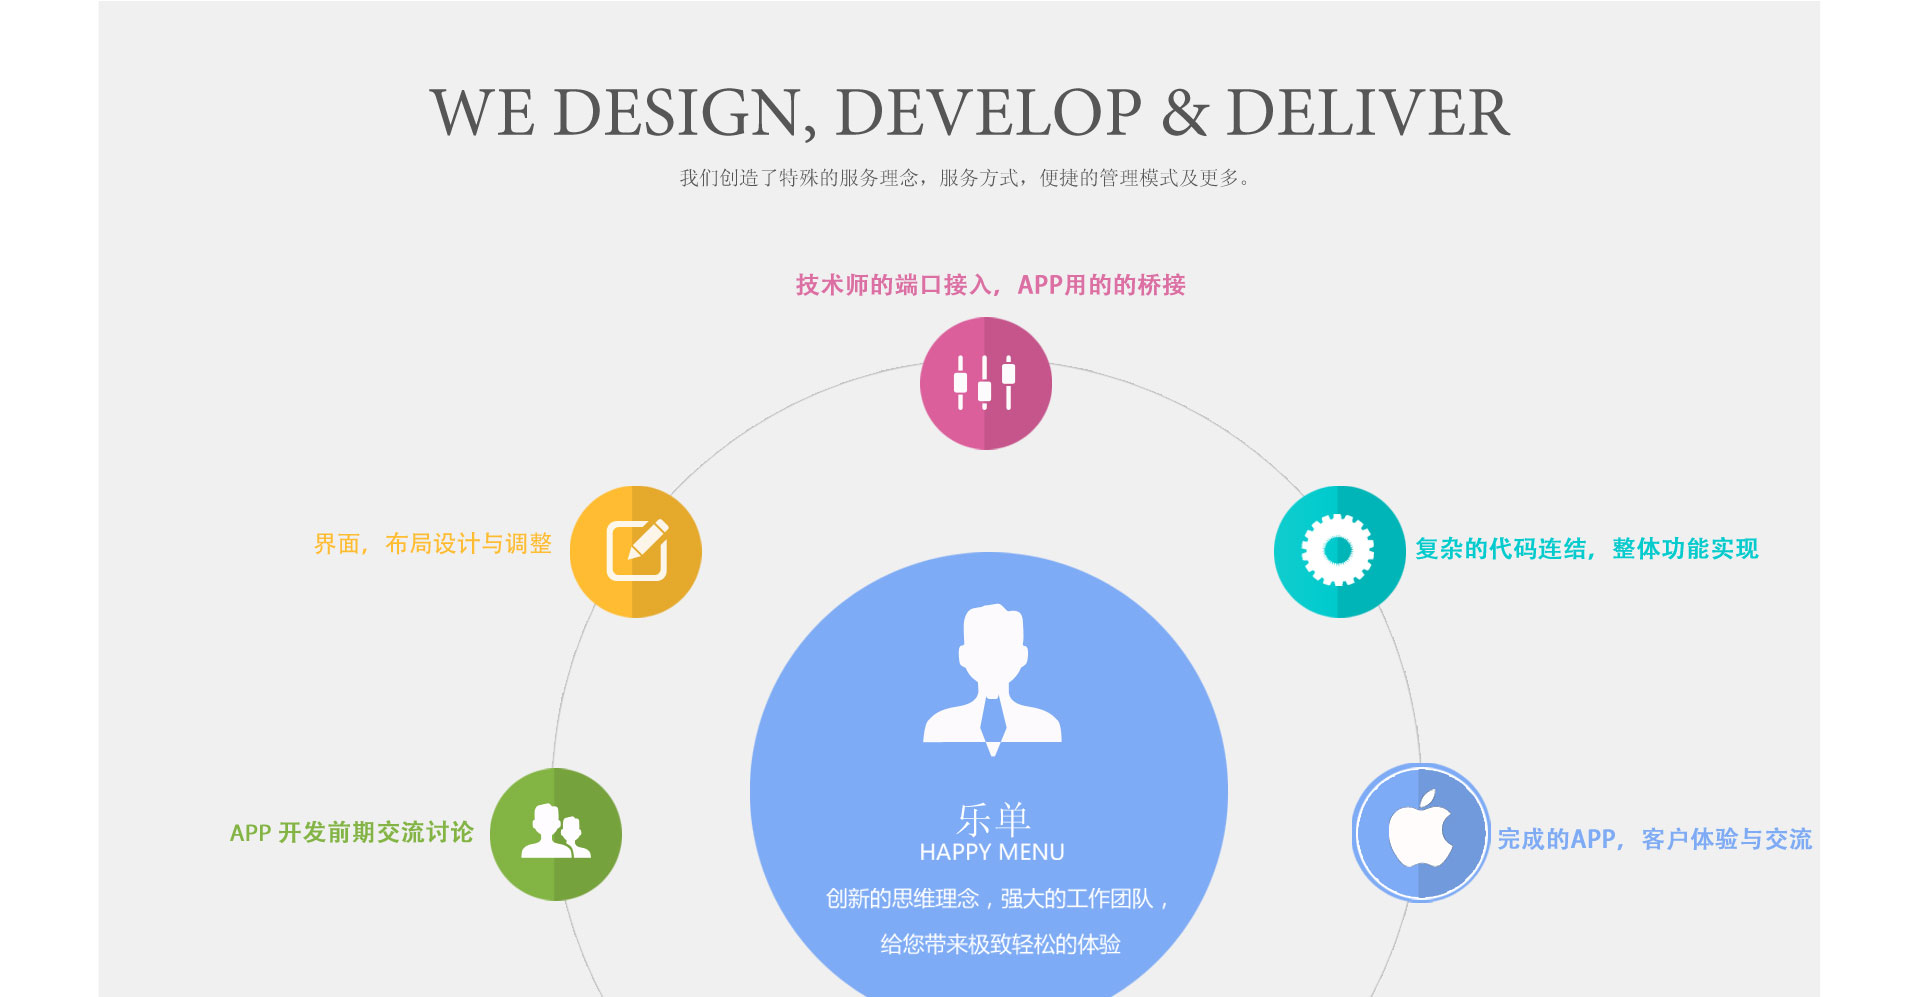 WE DESIGN, DEVELOP & DELIVER
我们创造了特殊的服务理念，服务方式，便捷的管理模式及更多。
技术师的端口接入，APP用的的桥接
界面，布局设计与调整
复杂的代码连结，整体功能实现
APP 开发前期交流讨论
完成的APP，客户体验与交流
乐单
HAPPY MENU
创新的思维理念，强大的工作团队，
给您带来极致轻松的体验